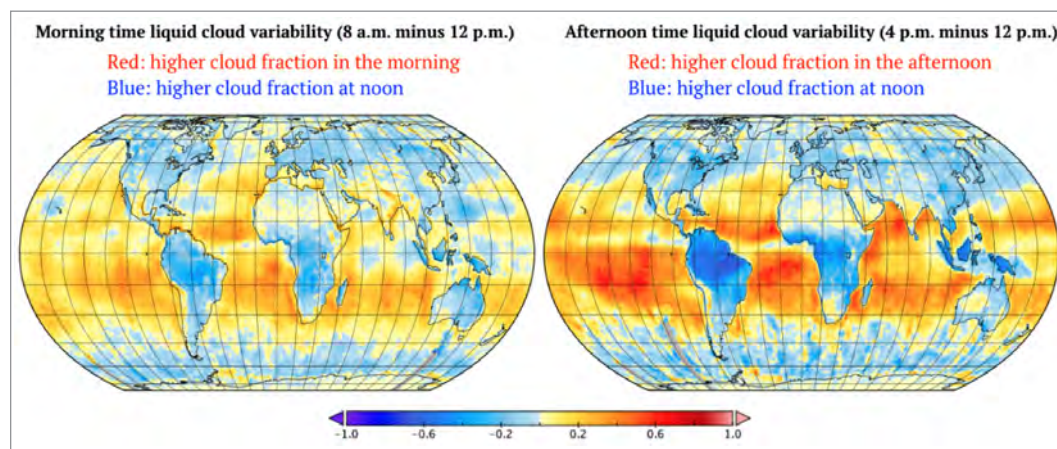 Morning time liquid cloud variability (8 a.m. minus 12 p.m.)
Red: higher cloud fraction in the morning
Blue: higher cloud fraction at noon
Afternoon time liquid cloud variability (4 p.m. minus 12 p.m.)
Red: higher cloud fraction in the afternoon
Blue: higher cloud fraction at noon
−1.0 −0.6 −0.2 0.2 0.6 1.0